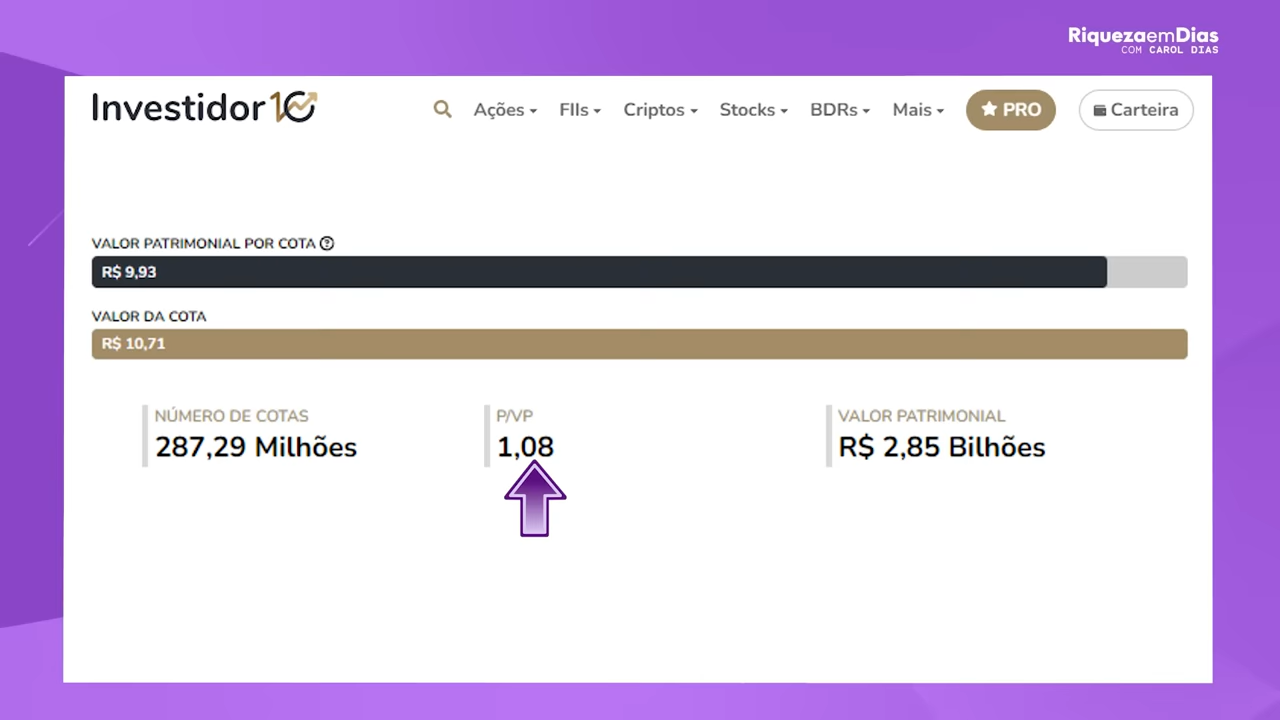 RiquezaemDias
COM CAROL DIAS
Investidor10
Ações
FIIs
Criptos
Stocks
BDRs
Mais
PRO
Carteira
VALOR PATRIMONIAL POR COTA
R$ 9,93
VALOR DA COTA
R$ 10,71
NÚMERO DE COTAS
287,29 Milhões
P/VP
1,08
VALOR PATRIMONIAL
R$ 2,85 Bilhões